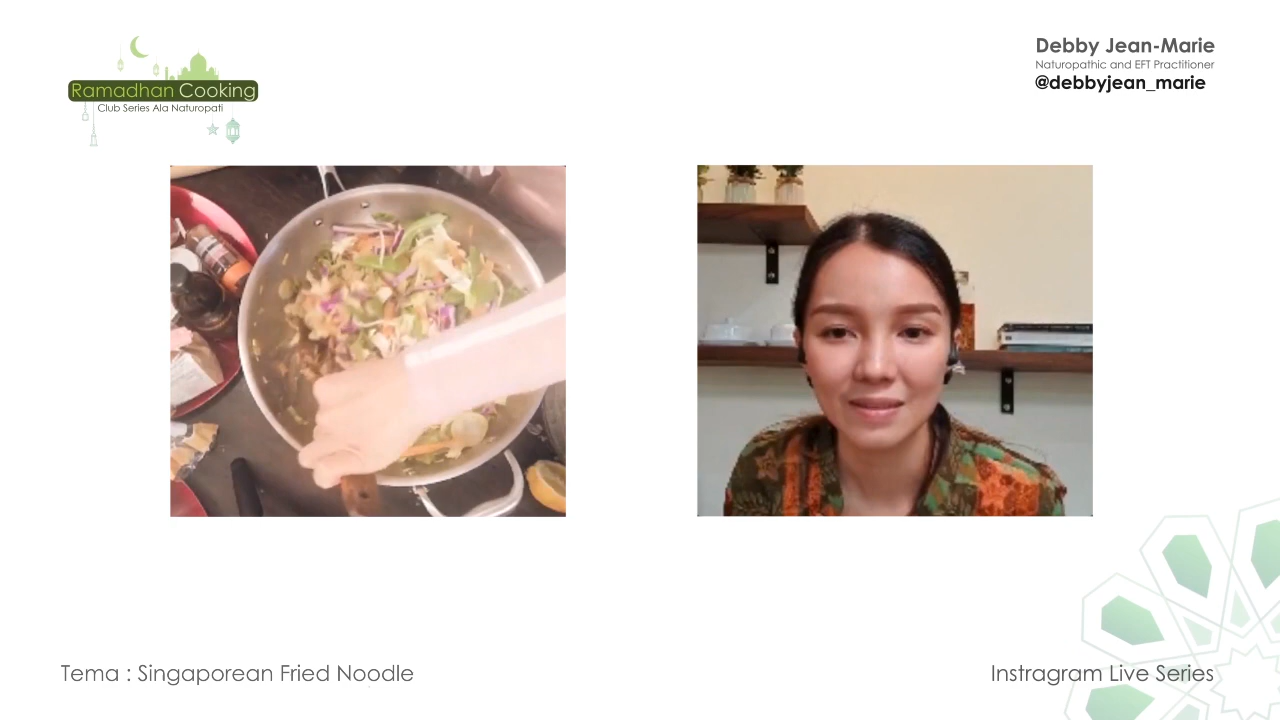 Ramadhan Cooking
Club Series Ala Naturopati
Debby Jean-Marie
Naturopathic and EFT Practitioner
@debbyjean_marie
Tema : Singaporean Fried Noodle
Instragram Live Series